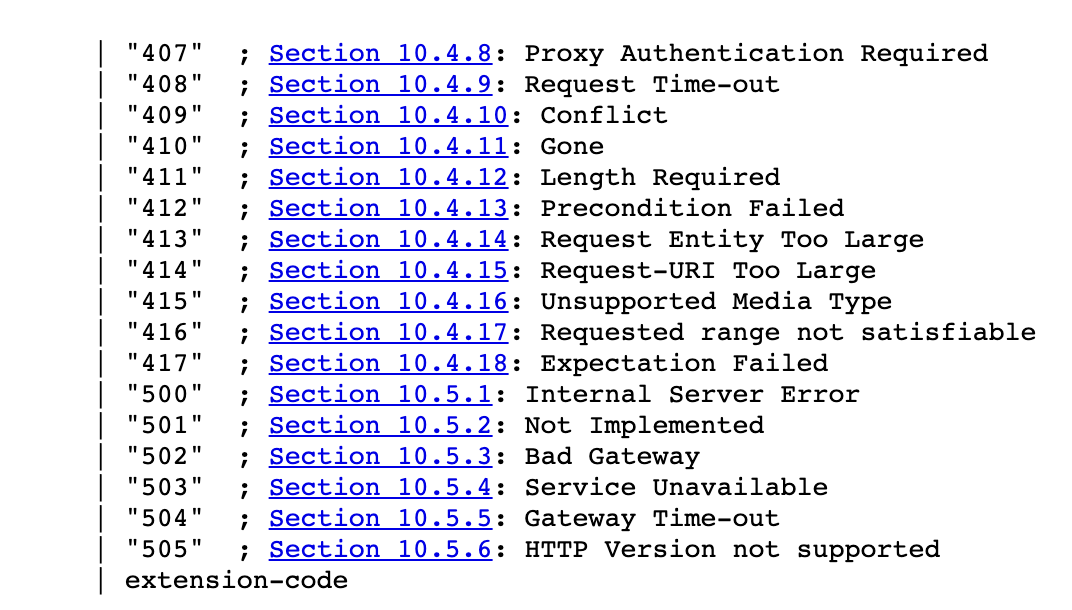 | "407"  ; Section 10.4.8: Proxy Authentication Required
| "408"  ; Section 10.4.9: Request Time-out
| "409"  ; Section 10.4.10: Conflict
| "410"  ; Section 10.4.11: Gone
| "411"  ; Section 10.4.12: Length Required
| "412"  ; Section 10.4.13: Precondition Failed
| "413"  ; Section 10.4.14: Request Entity Too Large
| "414"  ; Section 10.4.15: Request-URI Too Large
| "415"  ; Section 10.4.16: Unsupported Media Type
| "416"  ; Section 10.4.17: Requested range not satisfiable
| "417"  ; Section 10.4.18: Expectation Failed
| "500"  ; Section 10.5.1: Internal Server Error
| "501"  ; Section 10.5.2: Not Implemented
| "502"  ; Section 10.5.3: Bad Gateway
| "503"  ; Section 10.5.4: Service Unavailable
| "504"  ; Section 10.5.5: Gateway Time-out
| "505"  ; Section 10.5.6: HTTP Version not supported
| extension-code